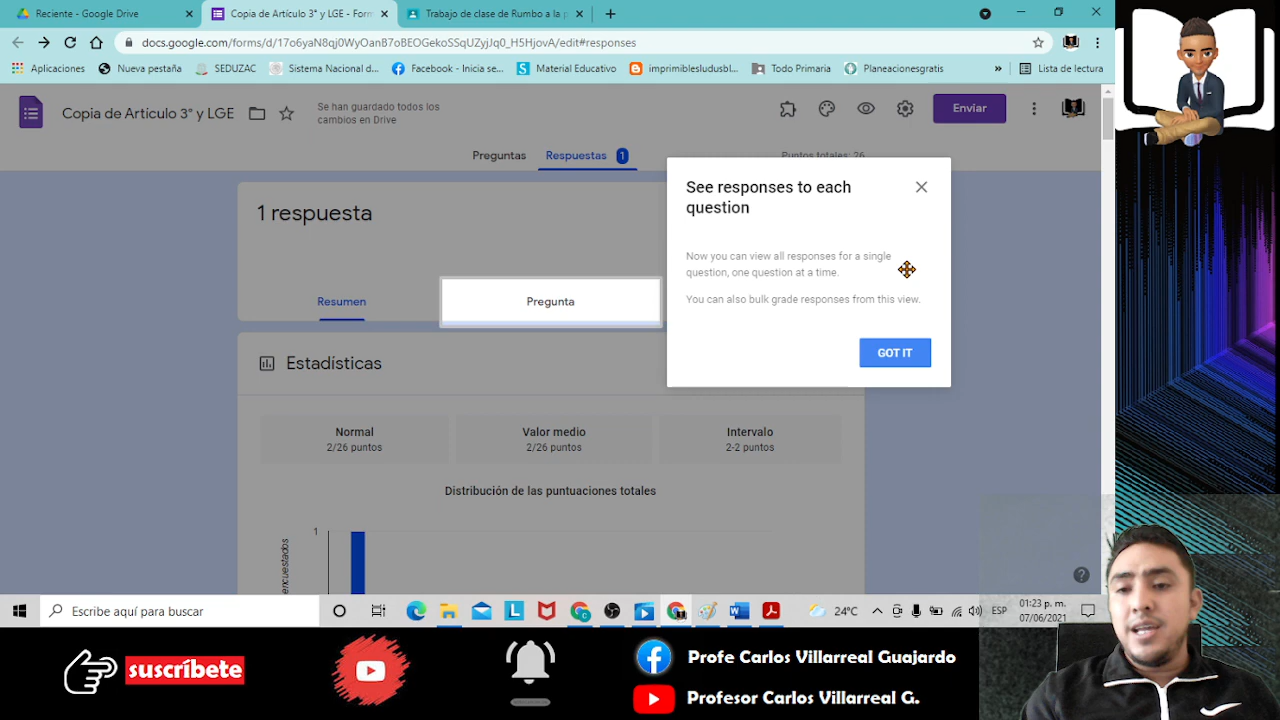 Reciente - Google Drive
Copia de Artículo 3° y LGE - Form
Trabajo de clase de Rumbo a la p
docs.google.com/forms/d/17o6yaN8qj0WyOanB7oBEOGekoSSqUZyjJq0_H5HjovA/edit#responses
Aplicaciones
Nueva pestaña
SEDUZAC
Sistema Nacional d...
Facebook - Inicia se...
Material Educativo
imprimiblesludusbl...
Todo Primaria
Planeacionesgratis
»
Lista de lectura
Copia de Artículo 3° y LGE
Se han guardado todos los
cambios en Drive
Enviar
Preguntas
Respuestas 1
Puntos totales: 26
1 respuesta
Resumen
Pregunta
See responses to each
question
Now you can view all responses for a single
question, one question at a time.
You can also bulk grade responses from this view.
GOT IT
Estadísticas
Normal
2/26 puntos
Valor medio
2/26 puntos
Intervalo
2-2 puntos
Distribución de las puntuaciones totales
1
encuestados
Escribe aquí para buscar
24°C
ESP
01:23 p. m.
07/06/2021
suscríbete
Profe Carlos Villarreal Guajardo
Profesor Carlos Villarreal G.